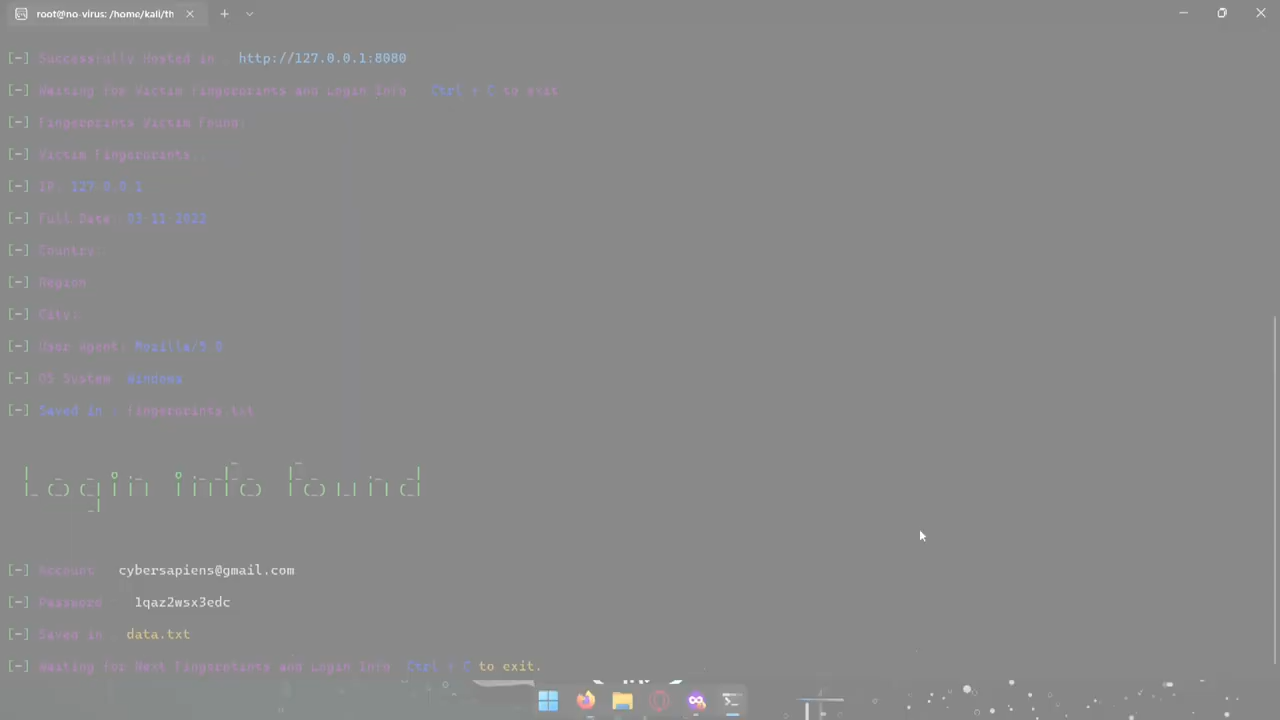 root@no-virus: /home/kali/th
[-] Successfully Hosted in : http://127.0.0.1:8080
[-] Waiting for Victim Fingerprints and Login Info Ctrl + C to exit
[-] Fingerprints Victim Found:
[-] Victim Fingerprints..
[-] IP: 127.0.0.1
[-] Full Date: 03-11-2022
[-] Country:
[-] Region
[-] City:
[-] User Agent: Mozilla/5.0
[-] OS System: Windows
[-] Saved in : fingerprints.txt
Login info found
[-] Account cybersapiens@gmail.com
[-] Password 1qaz2wsx3edc
[-] Saved in : data.txt
[-] Waiting for Next Fingerprints and Login Info Ctrl + C to exit.